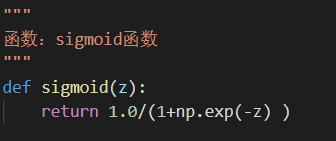 """
函数：sigmoid函数
"""
def sigmoid(z):
    return 1.0/(1+np.exp(-z) )